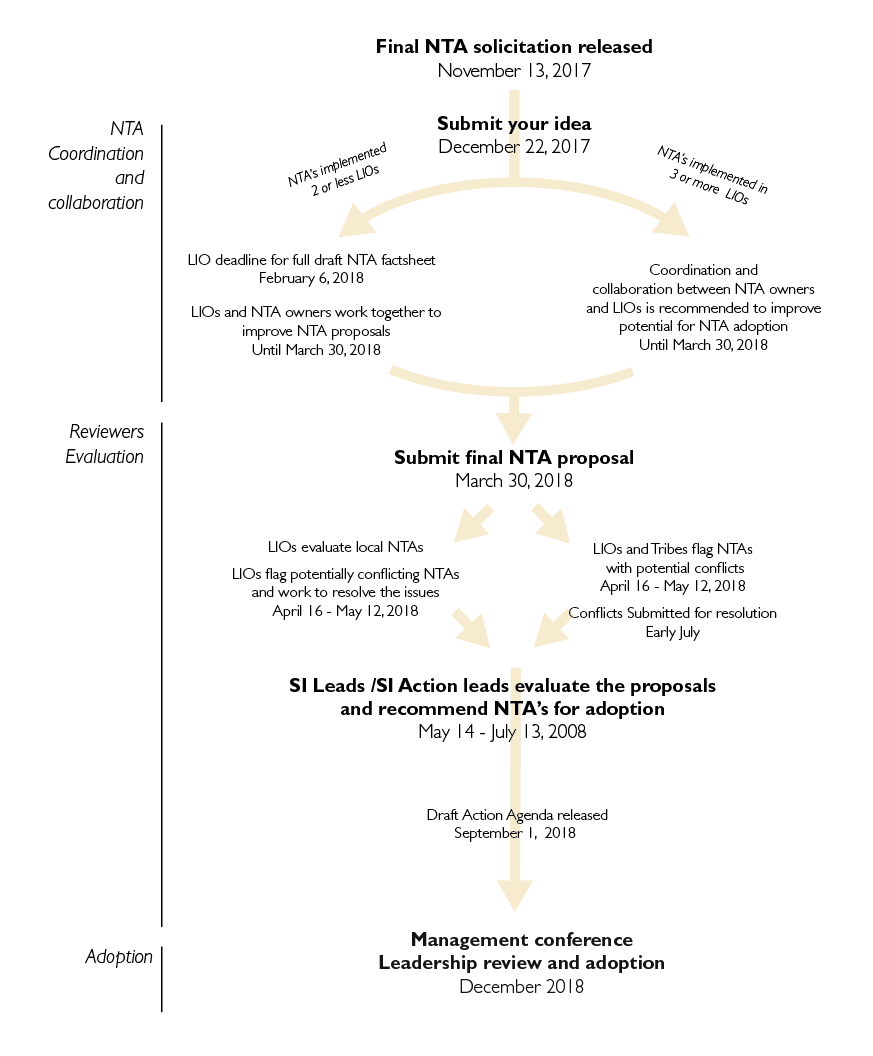 Final NTA solicitation released
November 13, 2017
NTA
Coordination
and
collaboration
Submit your idea
December 22, 2017
NTA's implemented
2 or less LIOs
NTA's implemented in
3 or more LIOs
LIO deadline for full draft NTA factsheet
February 6, 2018
LIOs and NTA owners work together to
improve NTA proposals
Until March 30, 2018
Coordination and
collaboration between NTA owners
and LIOs is recommended to improve
potential for NTA adoption
Until March 30, 2018
Reviewers
Evaluation
Submit final NTA proposal
March 30, 2018
LIOs evaluate local NTAs
LIOs flag potentially conflicting NTAs
and work to resolve the issues
April 16 - May 12, 2018
LIOs and Tribes flag NTAs
with potential conflicts
April 16 - May 12, 2018
Conflicts Submitted for resolution
Early July
SI Leads /SI Action leads evaluate the proposals
and recommend NTA's for adoption
May 14 - July 13, 2008
Draft Action Agenda released
September 1, 2018
Adoption
Management conference
Leadership review and adoption
December 2018